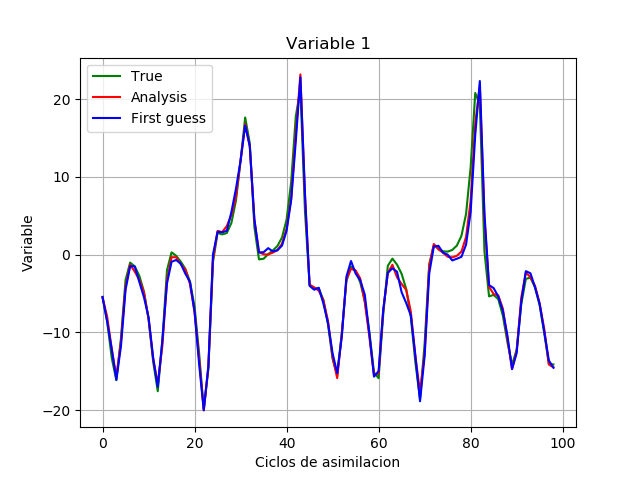 Variable 1
True
Analysis
First guess
Variable
20
10
0
−10
−20
0 20 40 60 80 100
Ciclos de asimilacion